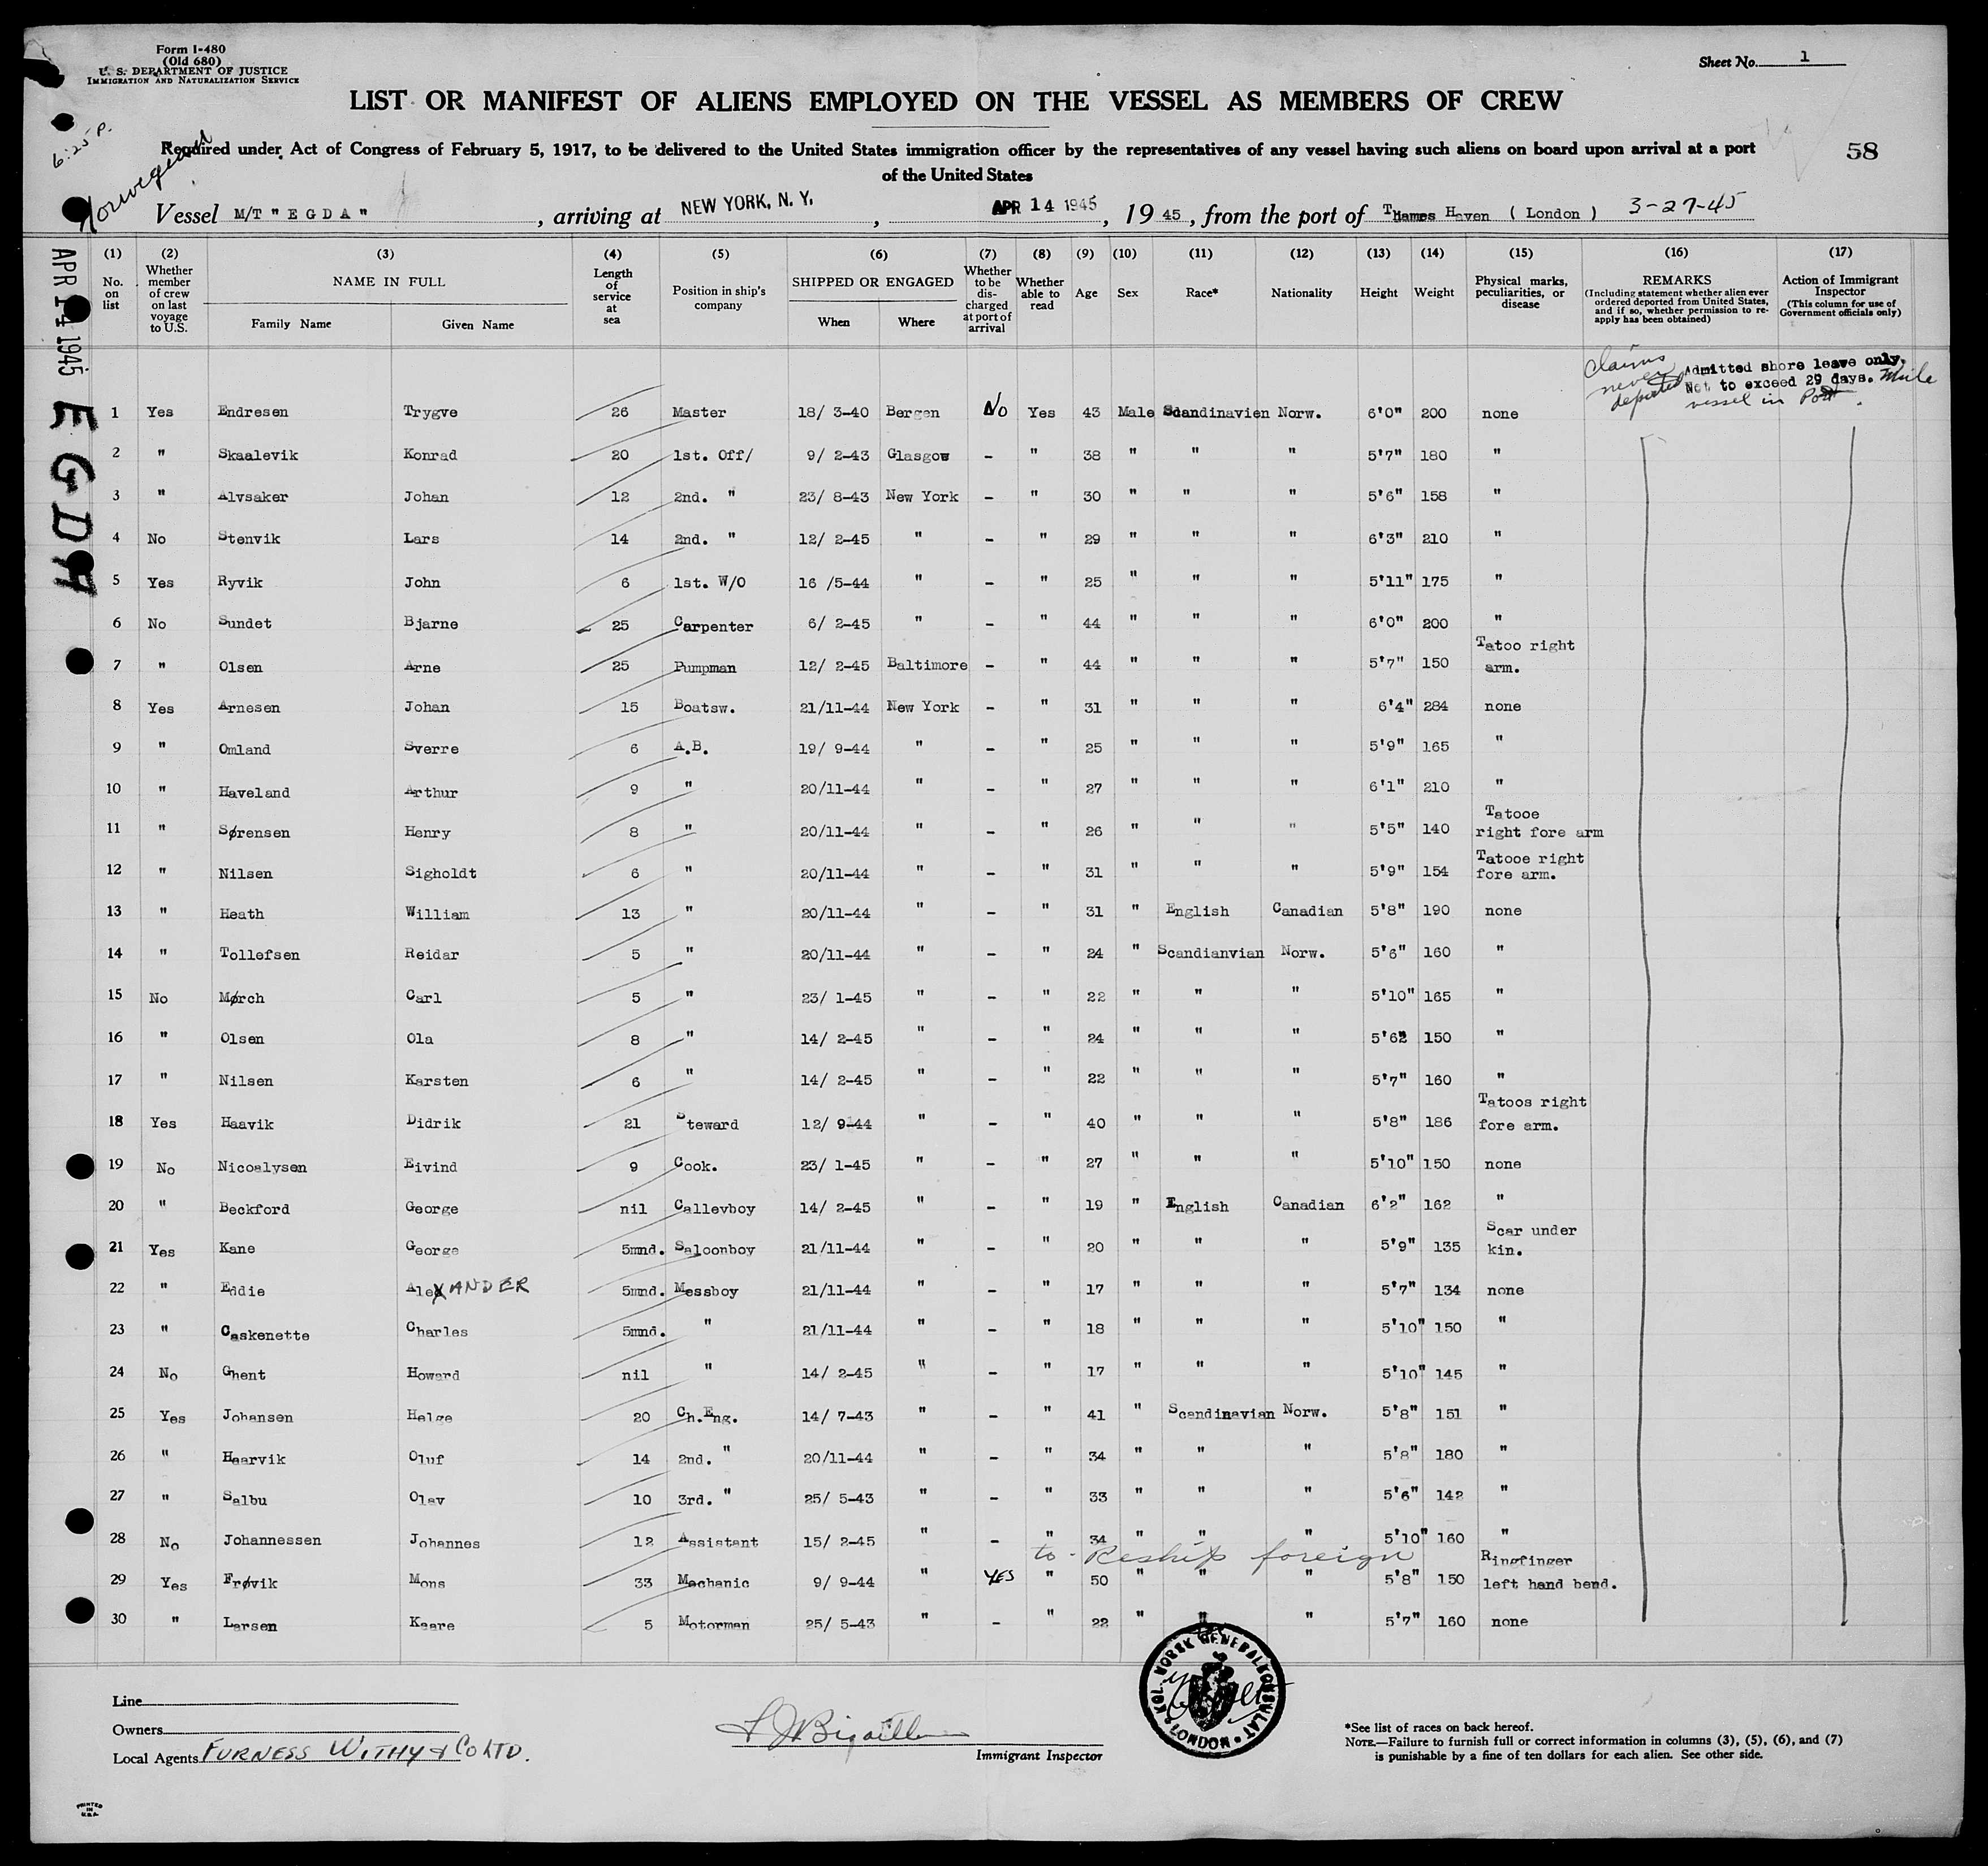 Form I-480
(Old 680)
U. S. DEPARTMENT OF JUSTICE
IMMIGRATION AND NATURALIZATION SERVICE
Sheet No. 1
LIST OR MANIFEST OF ALIENS EMPLOYED ON THE VESSEL AS MEMBERS OF CREW
6:25 P.
Norwegian
Required under Act of Congress of February 5, 1917, to be delivered to the United States immigration officer by the representatives of any vessel having such aliens on board upon arrival at a port
of the United States
58
Vessel M/T "EGDA", arriving at NEW YORK, N. Y., APR 14 1945, 19 45, from the port of Thames Haven ( London ) 3-27-45
APR 14 1945
EGDA
(1) (2) (3) (4) (5) (6) (7) (8) (9) (10) (11) (12) (13) (14) (15) (16) (17)
No. on list
Whether member of crew on last voyage to U.S.
NAME IN FULL
Family Name Given Name
Length of service at sea
Position in ship's company
SHIPPED OR ENGAGED
When Where
Whether to be discharged at port of arrival
Whether able to read
Age
Sex
Race*
Nationality
Height
Weight
Physical marks, peculiarities, or disease
REMARKS
(Including statement whether alien ever ordered deported from United States, and if so, whether permission to re-apply has been obtained)
Action of Immigrant Inspector
(This column for use of Government officials only)
claims never deported
Admitted shore leave only.
Not to exceed 29 days. While
vessel in Port.
1 Yes Endresen Trygve 26 Master 18/ 3-40 Bergen No Yes 43 Male Scandinavien Norw. 6'0" 200 none
2 " Skaalevik Konrad 20 1st. Off/ 9/ 2-43 Glasgow - " 38 " " " 5'7" 180 "
3 " Alvsaker Johan 12 2nd. " 23/ 8-43 New York - " 30 " " " 5'6" 158 "
4 No Stenvik Lars 14 2nd. " 12/ 2-45 " - " 29 " " " 6'3" 210 "
5 Yes Ryvik John 6 1st. W/O 16 /5-44 " - " 25 " " " 5'11" 175 "
6 No Sundet Bjarne 25 Carpenter 6/ 2-45 " - " 44 " " " 6'0" 200 "
7 " Olsen Arne 25 Pumpman 12/ 2-45 Baltimore - " 44 " " " 5'7" 150 Tatoo right arm.
8 Yes Arnesen Johan 15 Boatsw. 21/11-44 New York - " 31 " " " 6'4" 284 none
9 " Omland Sverre 6 A.B. 19/ 9-44 " - " 25 " " " 5'9" 165 "
10 " Haveland Arthur 9 " 20/11-44 " - " 27 " " " 6'1" 210 "
11 " Sørensen Henry 8 " 20/11-44 " - " 26 " " " 5'5" 140 Tatooe right fore arm
12 " Nilsen Sigholdt 6 " 20/11-44 " - " 31 " " " 5'9" 154 Tatooe right fore arm.
13 " Heath William 13 " 20/11-44 " - " 31 " English Canadian 5'8" 190 none
14 " Tollefsen Reidar 5 " 20/11-44 " - " 24 " Scandianvian Norw. 5'6" 160 "
15 No Mørch Carl 5 " 23/ 1-45 " - " 22 " " " 5'10" 165 "
16 " Olsen Ola 8 " 14/ 2-45 " - " 24 " " " 5'62 150 "
17 " Nilsen Karsten 6 " 14/ 2-45 " - " 22 " " " 5'7" 160 "
18 Yes Haavik Didrik 21 Steward 12/ 9-44 " - " 40 " " " 5'8" 186 Tatoos right fore arm.
19 No Nicoalysen Eivind 9 Cook. 23/ 1-45 " - " 27 " " " 5'10" 150 none
20 " Beckford George nil Callevboy 14/ 2-45 " - " 19 " English Canadian 6'2" 162 "
21 Yes Kane George 5mnd. Saloonboy 21/11-44 " - " 20 " " " 5'9" 135 Scar under kin.
22 " Eddie AleXANDER 5mnd. Messboy 21/11-44 " - " 17 " " " 5'7" 134 none
23 " Caskenette Charles 5mnd. " 21/11-44 " - " 18 " " " 5'10" 150 "
24 No Ghent Howard nil " 14/ 2-45 " - " 17 " " " 5'10" 145 "
25 Yes Johansen Helge 20 Ch.Eng. 14/ 7-43 " - " 41 " Scandinavian Norw. 5'8" 151 "
26 " Haarvik Oluf 14 2nd. " 20/11-44 " - " 34 " " " 5'8" 180 "
27 " Salbu Olav 10 3rd. " 25/ 5-43 " - " 33 " " " 5'6" 142 "
28 No Johannessen Johannes 12 Assistant 15/ 2-45 " - " 34 " " " 5'10" 160 "
to - Reship foreign
29 Yes Frøvik Mons 33 Mechanic 9/ 9-44 " YES " 50 " " " 5'8" 150 Ringfinger left hand bend.
30 " Larsen Kaare 5 Motorman 25/ 5-43 " - " 22 " " " 5'7" 160 none
KGL. NORSK GENERALKONSULAT
LONDON
Line
Owners
Local Agents FURNESS WITHY & CO LTD.
Immigrant Inspector
*See list of races on back hereof.
NOTE.—Failure to furnish full or correct information in columns (3), (5), (6), and (7)
is punishable by a fine of ten dollars for each alien. See other side.
PRINTED
IN
U.S.A.